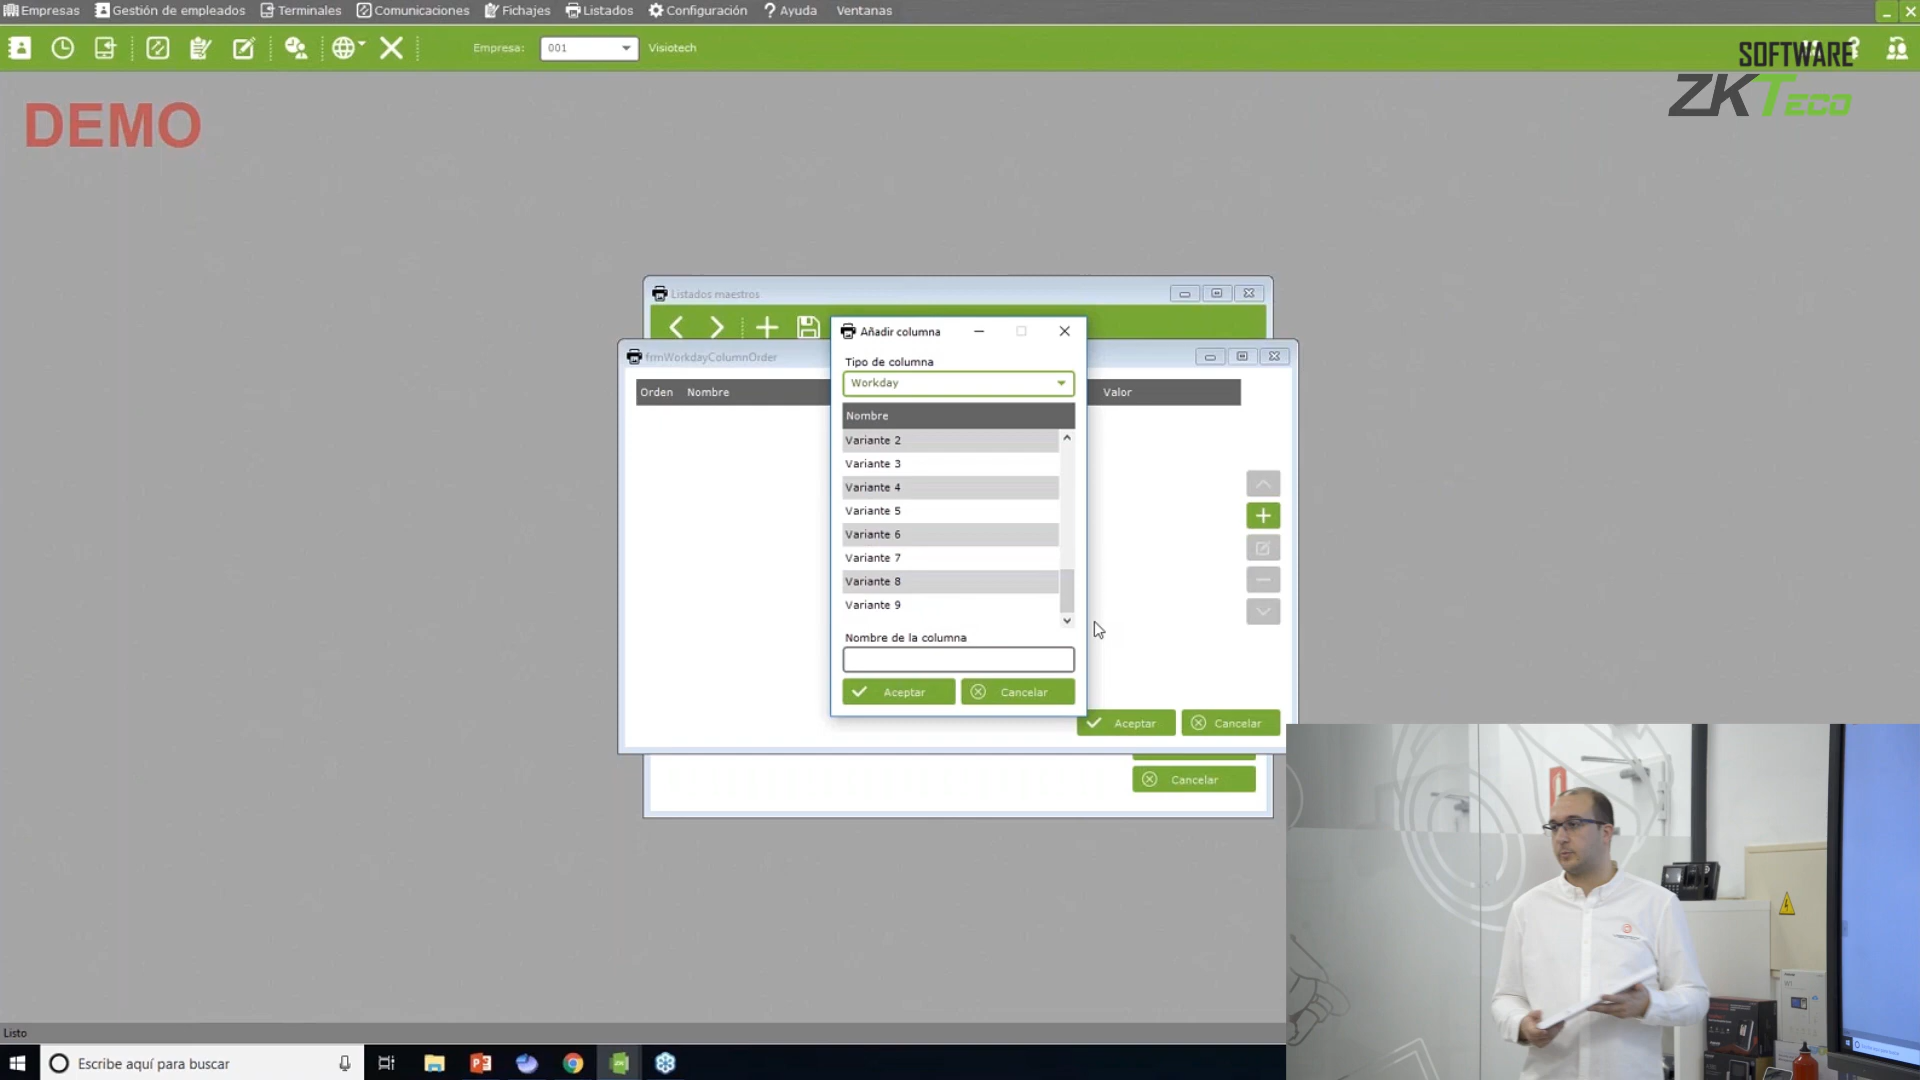 Empresas Gestión de empleados Terminales Comunicaciones Fichajes Listados Configuración Ayuda Ventanas
Empresa: 001 Visiotech
SOFTWARE
ZKTeco
DEMO
Listados maestros
Añadir columna
frmWorkdayColumnOrder
Tipo de columna
Workday
Orden Nombre Valor
Nombre
Variante 2
Variante 3
Variante 4
Variante 5
Variante 6
Variante 7
Variante 8
Variante 9
Nombre de la columna
Aceptar Cancelar
Aceptar Cancelar
Cancelar
Listo
Escribe aquí para buscar